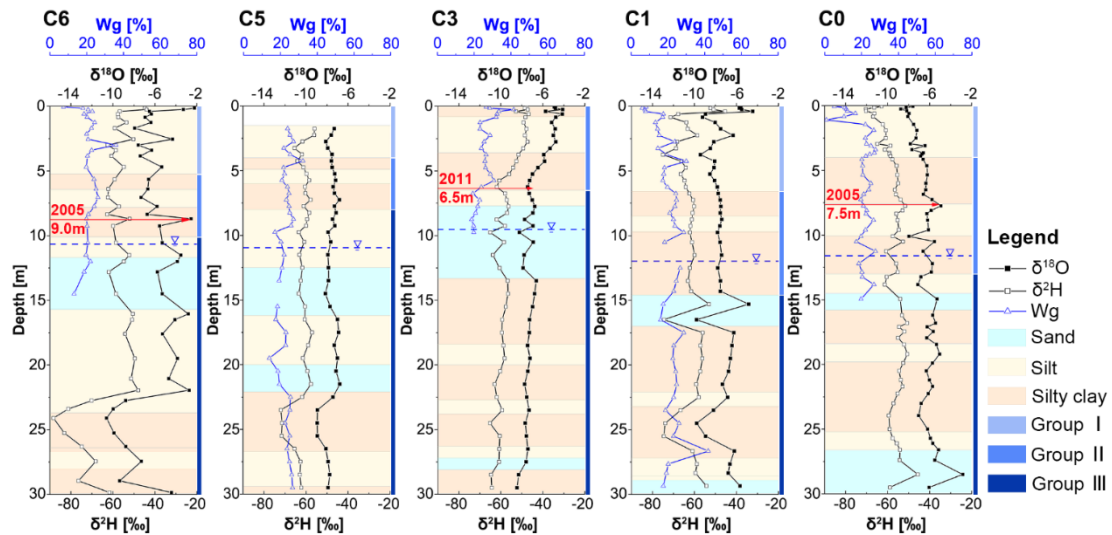 C6 Wg [%] C5 Wg [%] C3 Wg [%] C1 Wg [%] C0 Wg [%]
0 20 40 60 80 0 20 40 60 80 0 20 40 60 80 0 20 40 60 80 0 20 40 60 80
δ¹⁸O [‰] δ¹⁸O [‰] δ¹⁸O [‰] δ¹⁸O [‰] δ¹⁸O [‰]
-14 -10 -6 -2 -14 -10 -6 -2 -14 -10 -6 -2 -14 -10 -6 -2 -14 -10 -6 -2
0 0 0 0 0
5 5 5 5 5
2011
6.5m
2005
9.0m
2005
7.5m
10 10 10 10 10
15 15 15 15 15
20 20 20 20 20
25 25 25 25 25
30 30 30 30 30
Depth [m] Depth [m] Depth [m] Depth [m] Depth [m]
-80 -60 -40 -20 -80 -60 -40 -20 -80 -60 -40 -20 -80 -60 -40 -20 -80 -60 -40 -20
δ²H [‰] δ²H [‰] δ²H [‰] δ²H [‰] δ²H [‰]
Legend
δ¹⁸O
δ²H
Wg
Sand
Silt
Silty clay
Group I
Group II
Group III